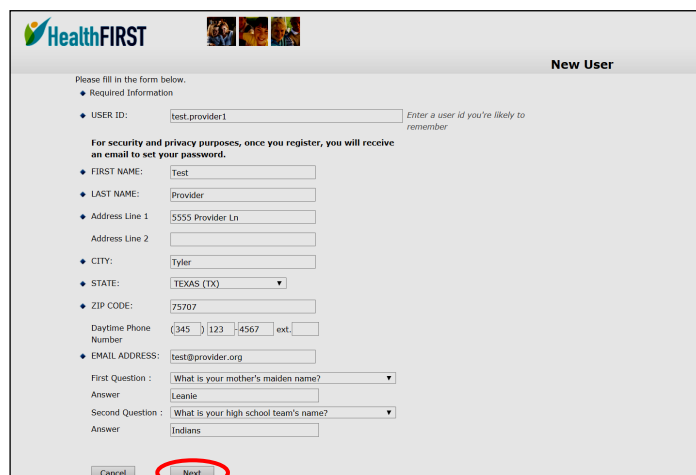 HealthFIRST
New User
Please fill in the form below.
Required Information
USER ID: test.provider1 Enter a user id you're likely to
remember
For security and privacy purposes, once you register, you will receive
an email to set your password.
FIRST NAME: Test
LAST NAME: Provider
Address Line 1 5555 Provider Ln
Address Line 2
CITY: Tyler
STATE: TEXAS (TX)
ZIP CODE: 75707
Daytime Phone
Number (345) 123 -4567 ext.
EMAIL ADDRESS: test@provider.org
First Question : What is your mother's maiden name?
Answer Leanie
Second Question : What is your high school team's name?
Answer Indians
Cancel Next